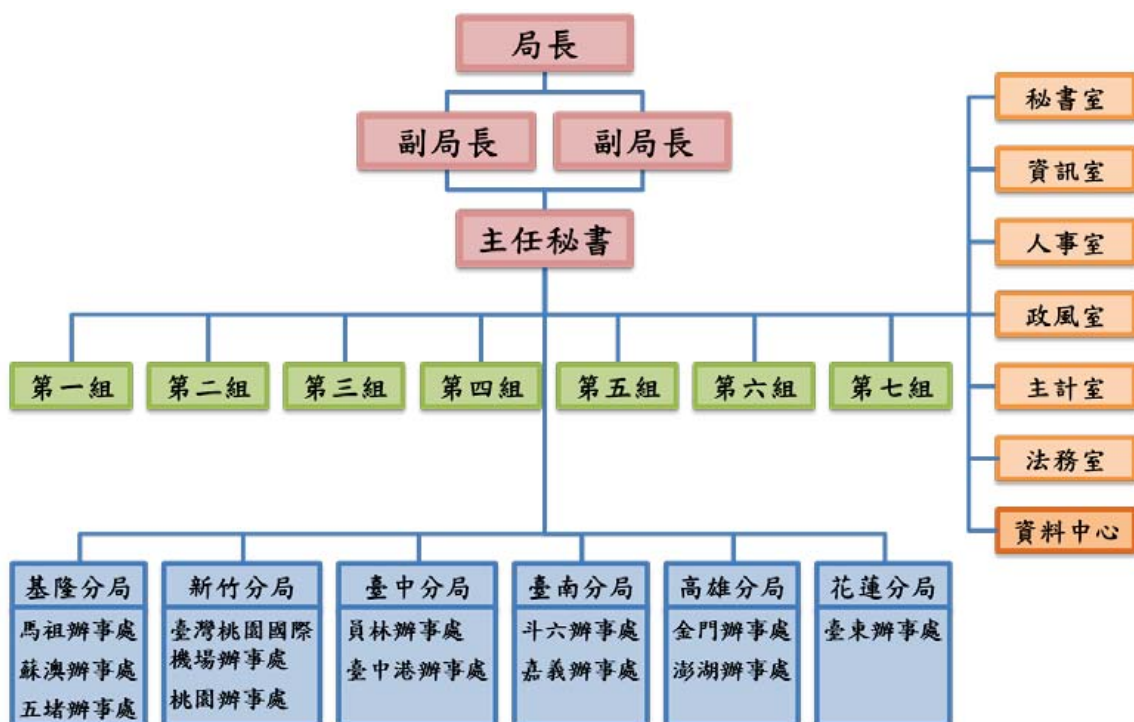 局長
副局長
副局長
主任秘書
秘書室
資訊室
人事室
政風室
主計室
法務室
資料中心
第一組
第二組
第三組
第四組
第五組
第六組
第七組
基隆分局
馬祖辦事處
蘇澳辦事處
五堵辦事處
新竹分局
臺灣桃園國際
機場辦事處
桃園辦事處
臺中分局
員林辦事處
臺中港辦事處
臺南分局
斗六辦事處
嘉義辦事處
高雄分局
金門辦事處
澎湖辦事處
花蓮分局
臺東辦事處